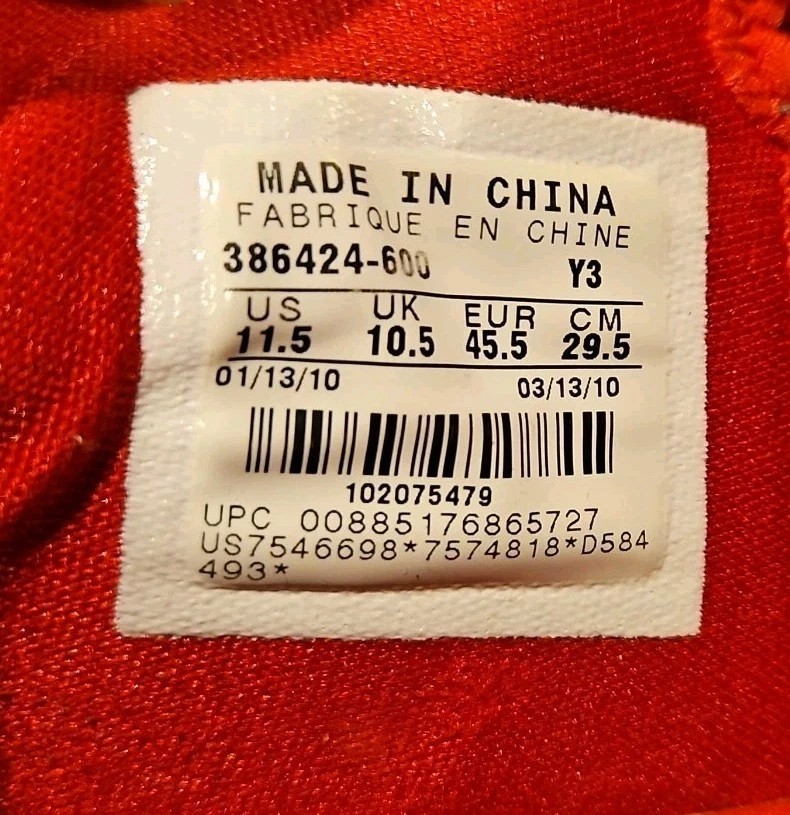 MADE IN CHINA
FABRIQUE EN CHINE
386424-600 Y3
US UK EUR CM
11.5 10.5 45.5 29.5
01/13/10 03/13/10
102075479
UPC 00885176865727
US7546698*7574818*D584
493*